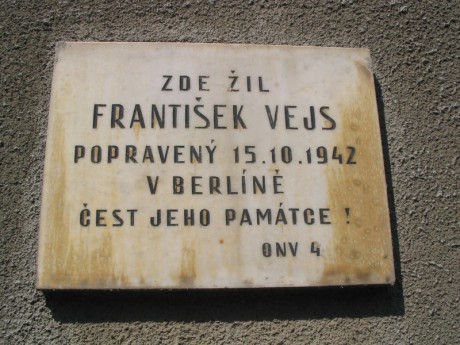 ZDE ŽIL
FRANTIŠEK VEJS
POPRAVENÝ 15.10.1942
V BERLÍNĚ
ČEST JEHO PAMÁTCE !
ONV 4